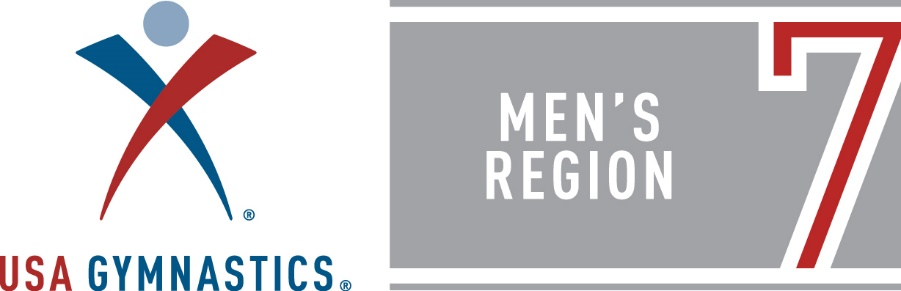 ®
USA GYMNASTICS®
MEN'S
REGION
7